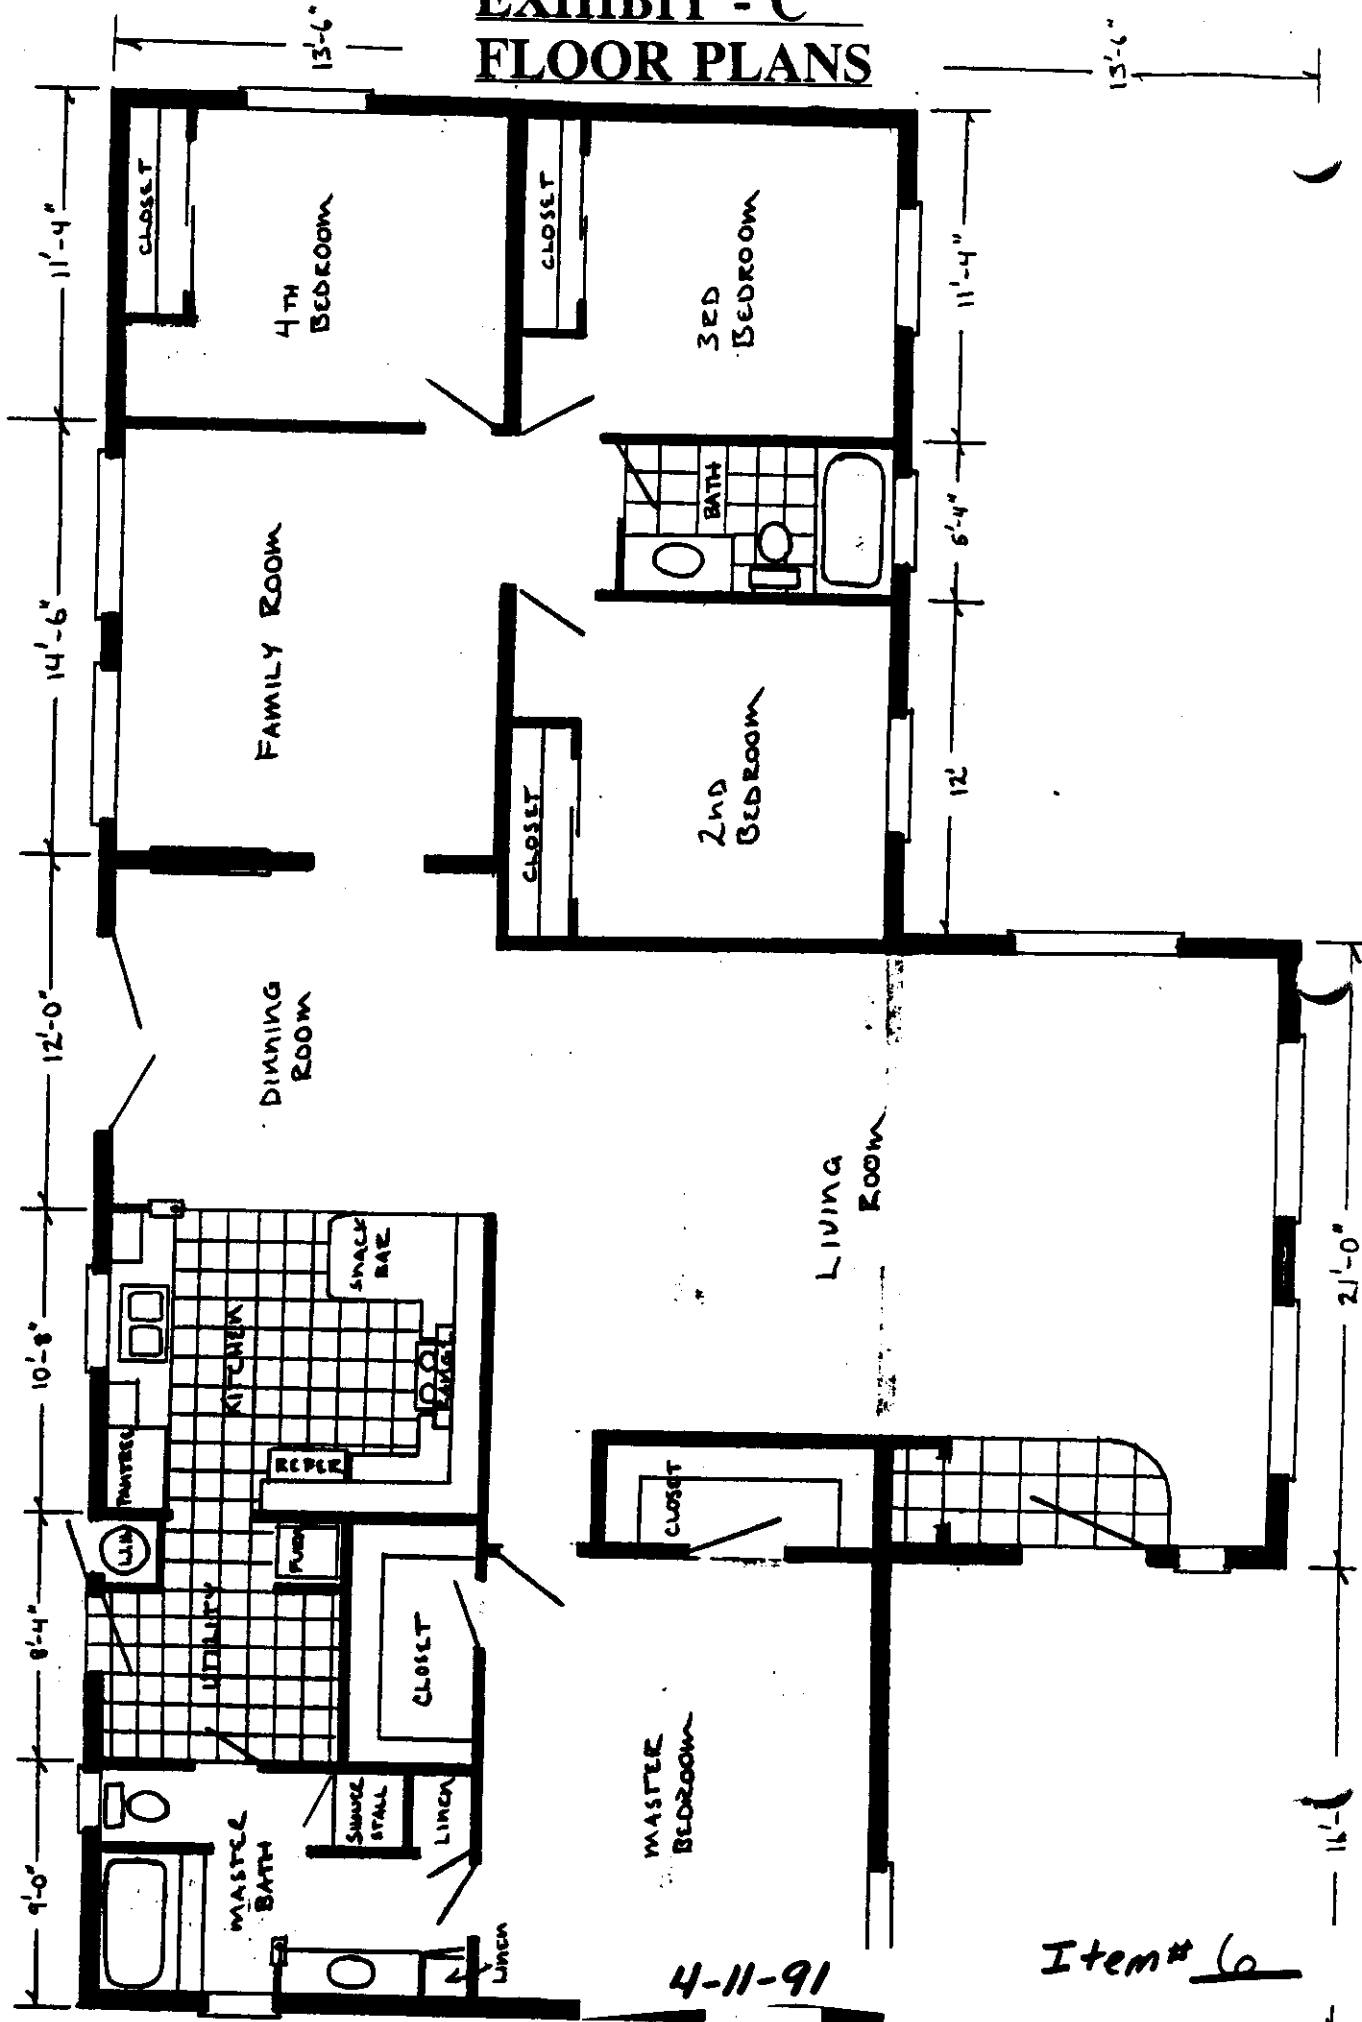 EXHIBIT - C
FLOOR PLANS
13'-6"
13'-6"
11'-4"
14'-6"
12'-0"
10'-8"
8'-4"
9'-0"
11'-4"
5'-4"
12'
21'-0"
CLOSET
4TH
BEDROOM
CLOSET
3RD
BEDROOM
BATH
FAMILY ROOM
CLOSET
2ND
BEDROOM
DINNING
ROOM
LIVING
ROOM
SNACK
BAR
KITCHEN
RANGE
REFER
PANTREE
W.H.
FURN
UTILITY
CLOSET
CLOSET
MASTER
BEDROOM
SHOWER
STALL
LINEN
MASTER
BATH
LINEN
16'-
4-11-91
Item# 6